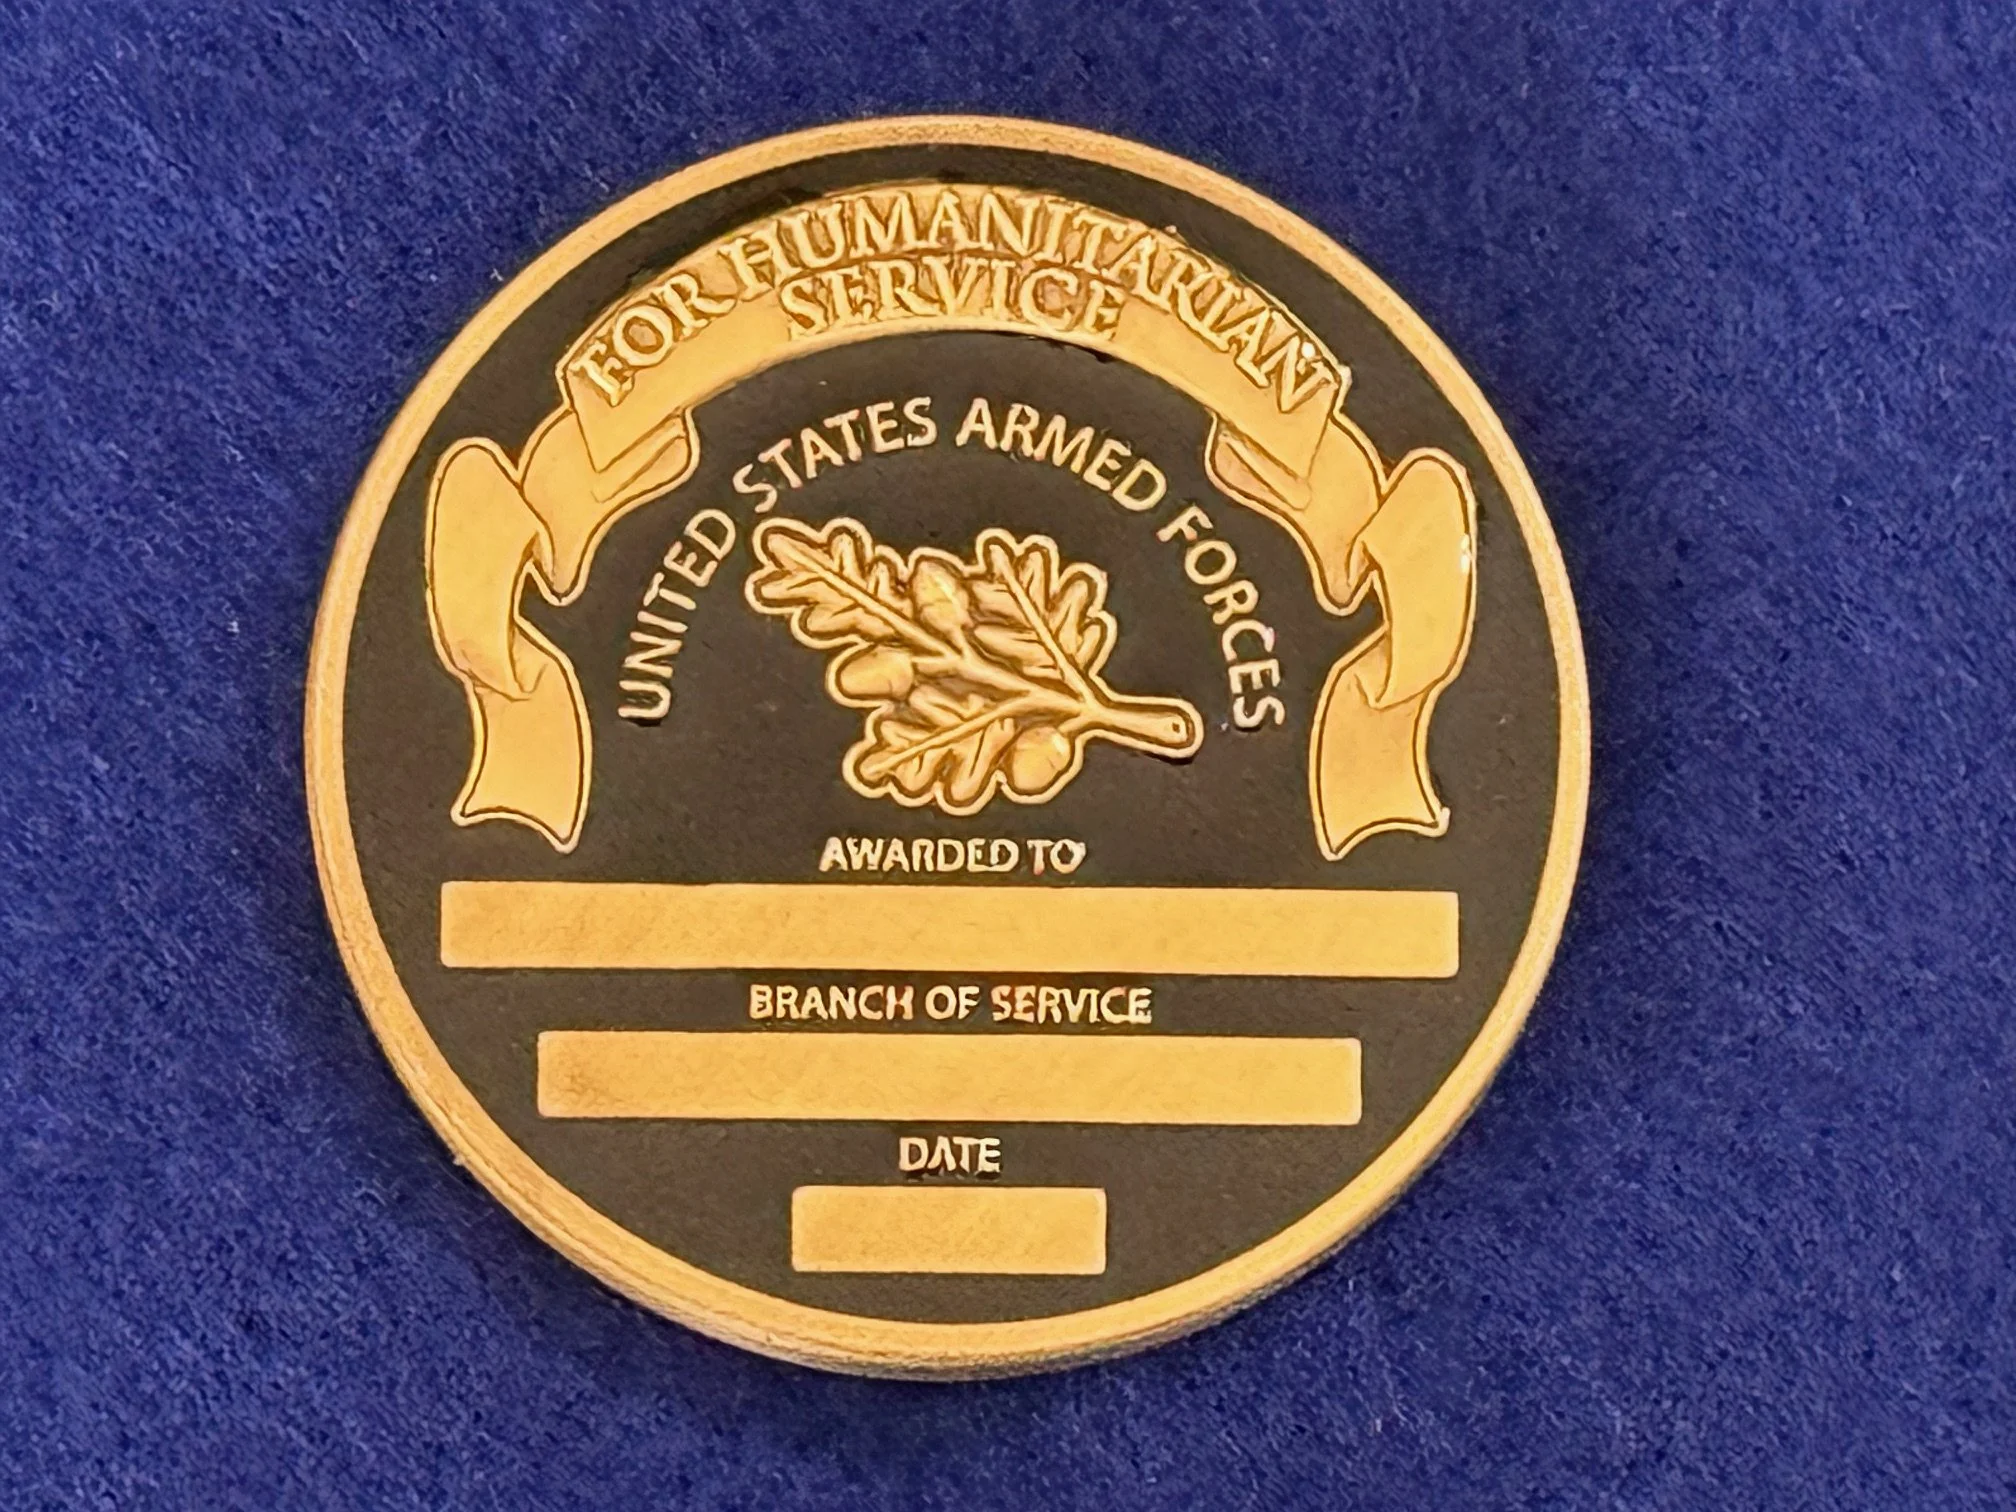 FOR HUMANITARIAN
SERVICE
UNITED STATES ARMED FORCES
AWARDED TO
BRANCH OF SERVICE
DATE